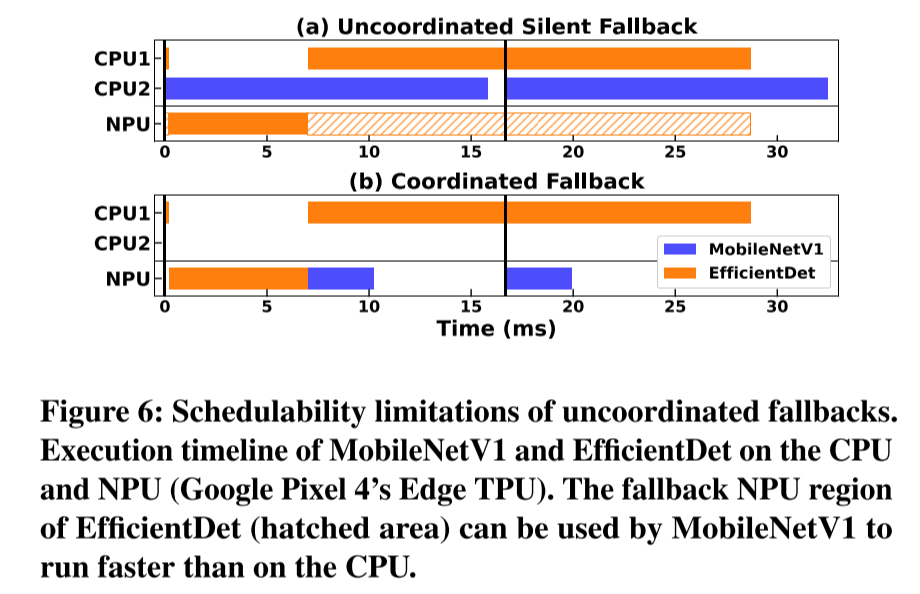 (a) Uncoordinated Silent Fallback
CPU1
CPU2
NPU
0 5 10 15 20 25 30
(b) Coordinated Fallback
CPU1
CPU2
NPU
MobileNetV1
EfficientDet
0 5 10 15 20 25 30
Time (ms)
Figure 6: Schedulability limitations of uncoordinated fallbacks.
Execution timeline of MobileNetV1 and EfficientDet on the CPU
and NPU (Google Pixel 4's Edge TPU). The fallback NPU region
of EfficientDet (hatched area) can be used by MobileNetV1 to
run faster than on the CPU.